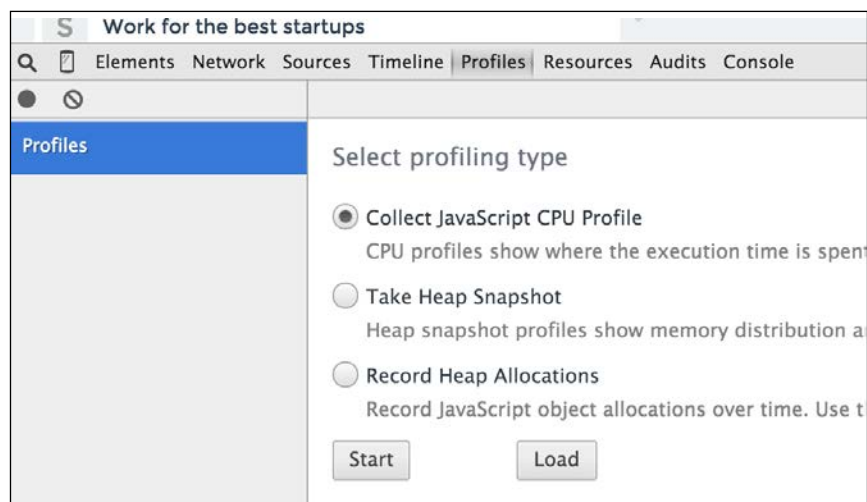 S Work for the best startups
Elements Network Sources Timeline Profiles Resources Audits Console
Profiles
Select profiling type
Collect JavaScript CPU Profile
CPU profiles show where the execution time is spent
Take Heap Snapshot
Heap snapshot profiles show memory distribution a
Record Heap Allocations
Record JavaScript object allocations over time. Use t
Start Load